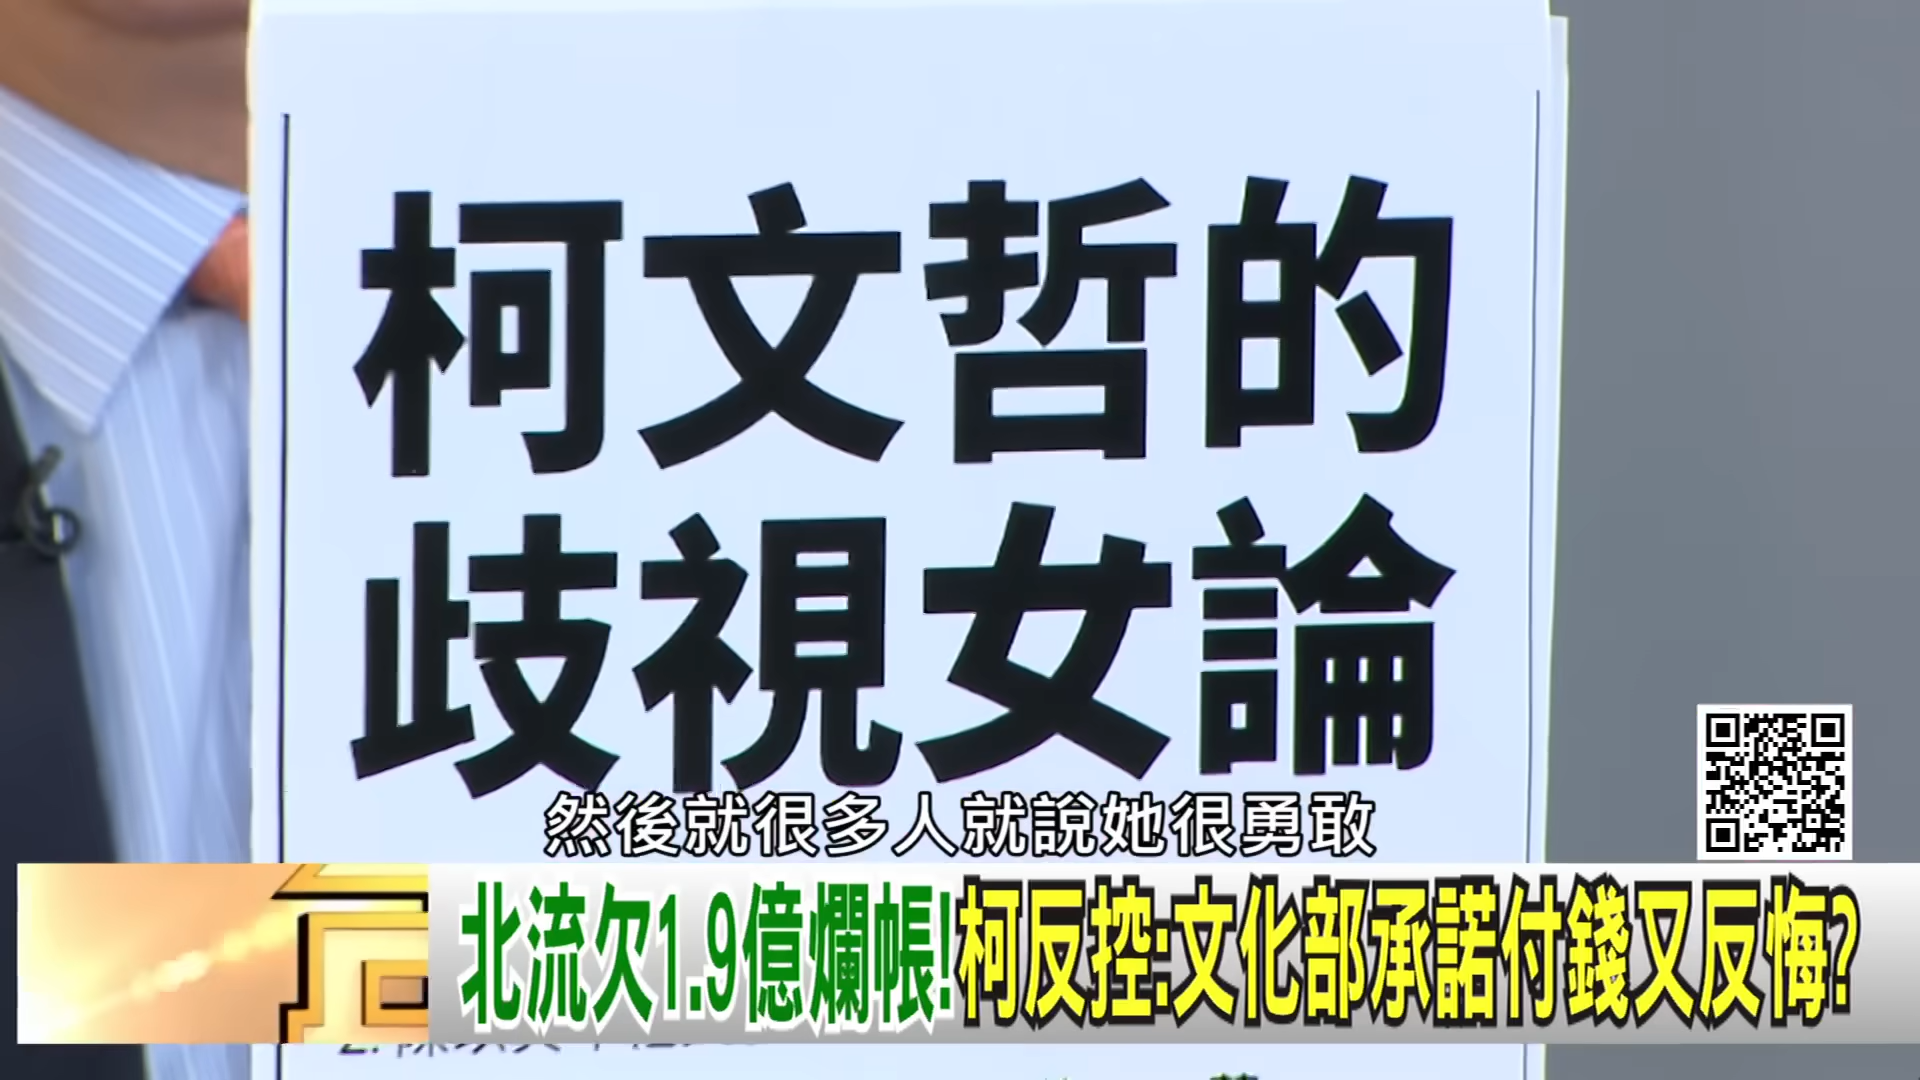 柯文哲的
歧視女論
然後就很多人就說她很勇敢
北流欠1.9億爛帳!柯反控:文化部承諾付錢又反悔?